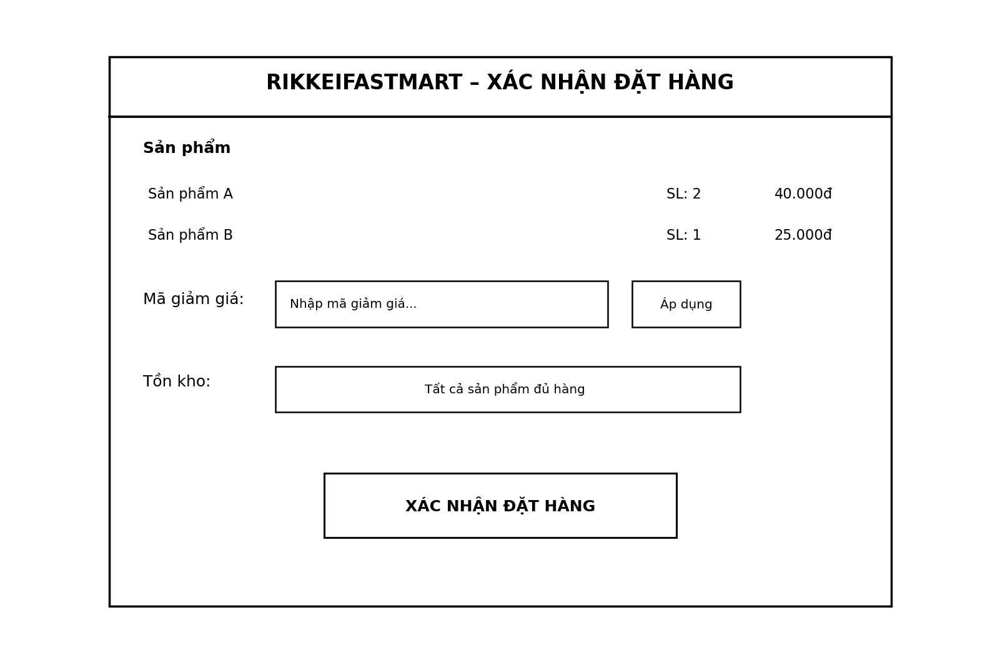 RIKKEIFASTMART – XÁC NHẬN ĐẶT HÀNG
Sản phẩm
Sản phẩm A SL: 2 40.000đ
Sản phẩm B SL: 1 25.000đ
Mã giảm giá: Nhập mã giảm giá... Áp dụng
Tồn kho: Tất cả sản phẩm đủ hàng
XÁC NHẬN ĐẶT HÀNG